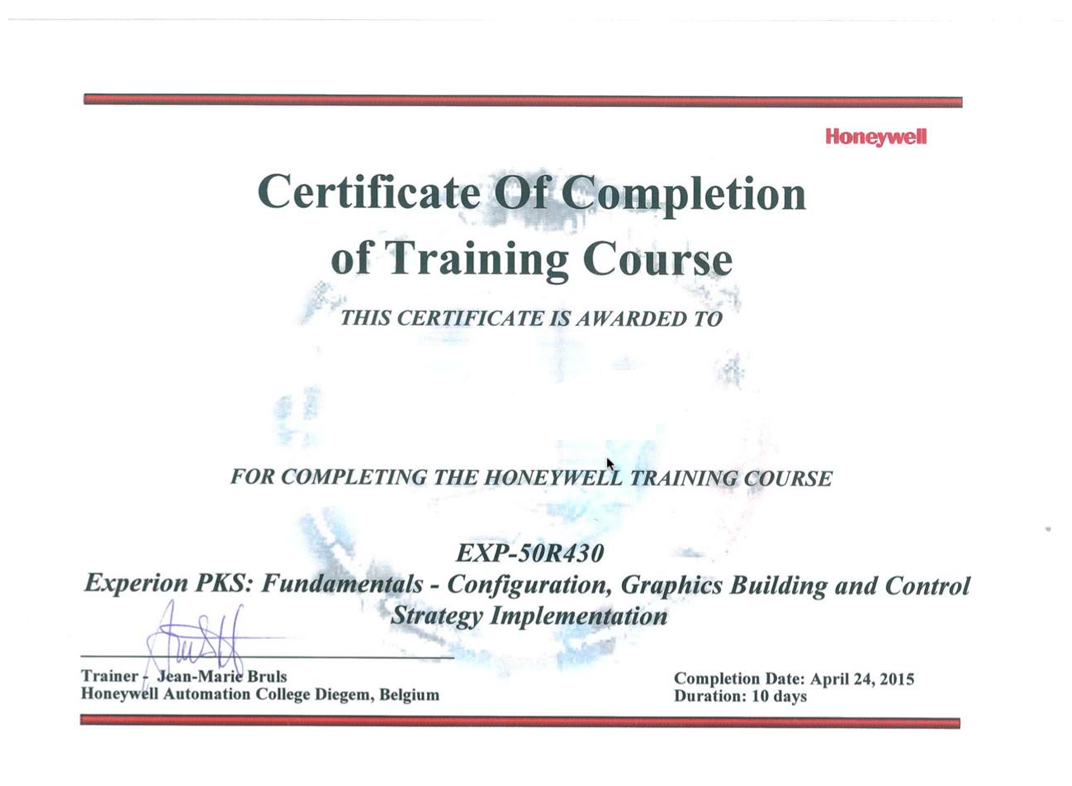 Honeywell
Certificate Of Completion
of Training Course
THIS CERTIFICATE IS AWARDED TO
FOR COMPLETING THE HONEYWELL TRAINING COURSE
EXP-50R430
Experion PKS: Fundamentals - Configuration, Graphics Building and Control
Strategy Implementation
Trainer - Jean-Marie Bruls
Honeywell Automation College Diegem, Belgium
Completion Date: April 24, 2015
Duration: 10 days